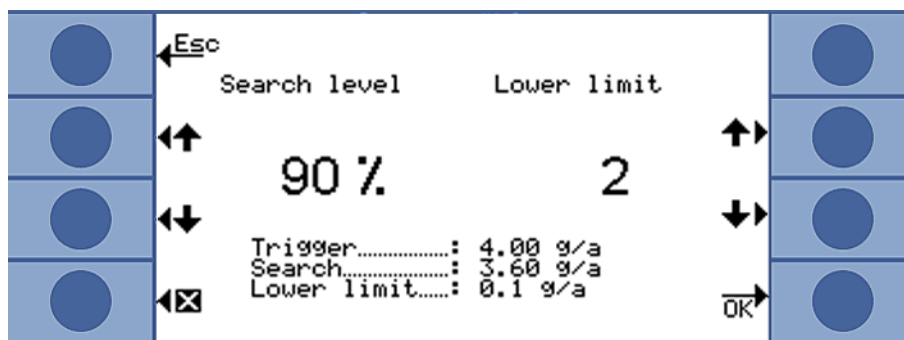 Esc
Search level Lower limit
90 % 2
Trigger................: 4.00 g/a
Search.................: 3.60 g/a
Lower limit.....: 0.1 g/a
OK